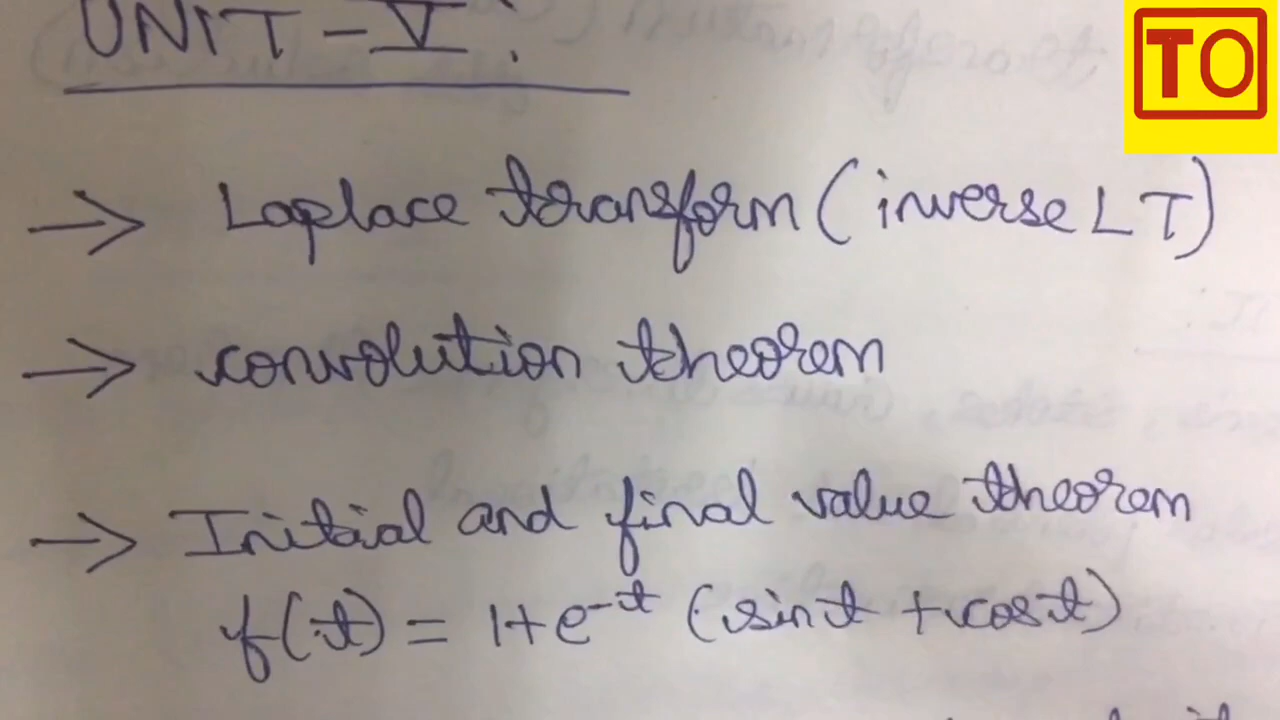 UNIT - V:
TO
→ Laplace transform (inverse LT)
→ convolution theorem
→ Initial and final value theorem
f(t) = 1+e^-t (sint + cost)